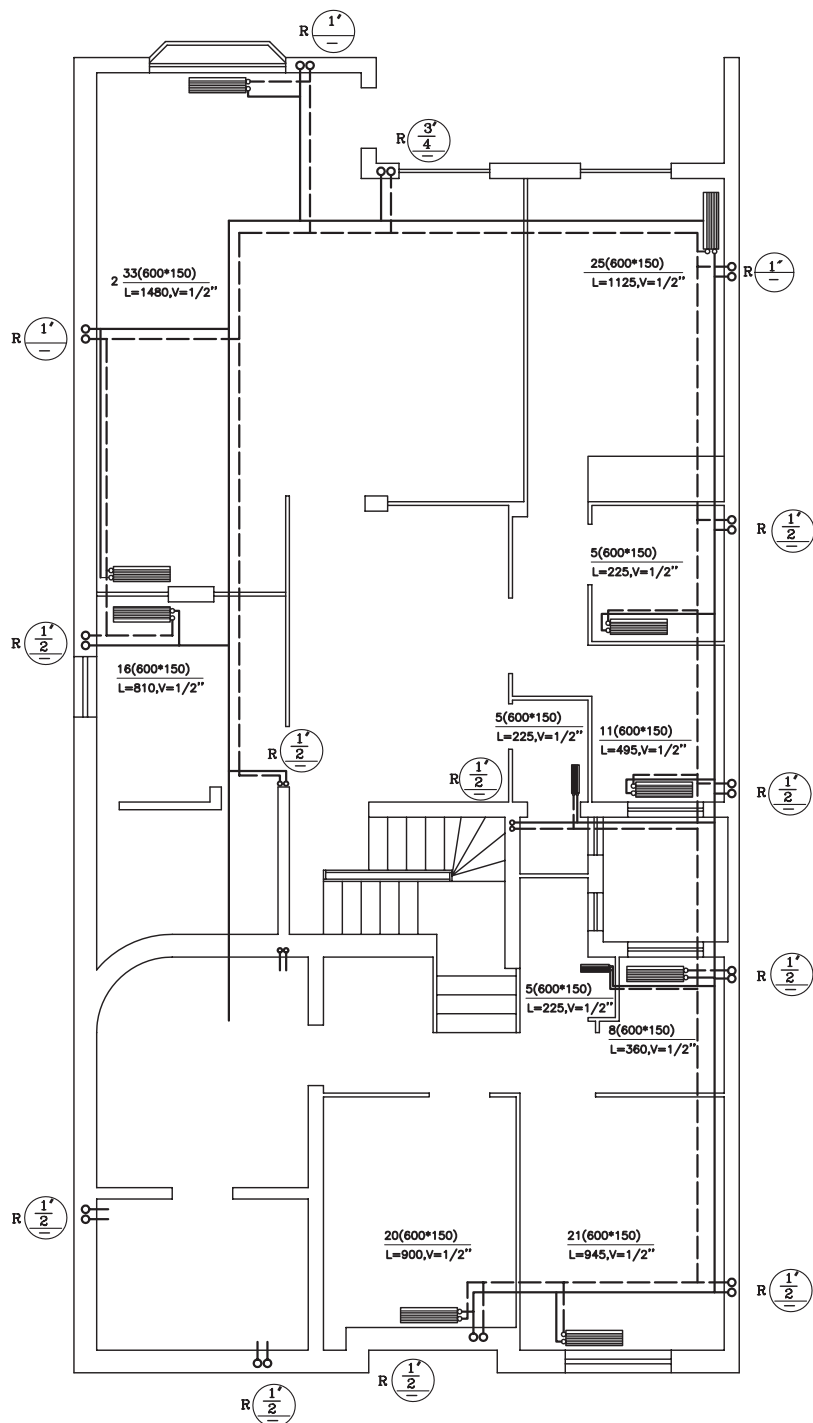 R 1"
—
R 3"
4
—
2 33(600*150)
L=1480,V=1/2"
25(600*150)
L=1125,V=1/2"
R 1"
—
R 1"
—
R 1"
2
—
5(600*150)
L=225,V=1/2"
R 1"
2
—
16(600*150)
L=810,V=1/2"
5(600*150)
L=225,V=1/2"
11(600*150)
L=495,V=1/2"
R 1"
2
—
R 1"
2
—
R 1"
2
—
R 1"
2
—
5(600*150)
L=225,V=1/2"
8(600*150)
L=360,V=1/2"
R 1"
2
—
20(600*150)
L=900,V=1/2"
21(600*150)
L=945,V=1/2"
R 1"
2
—
R 1"
2
—
R 1"
2
—